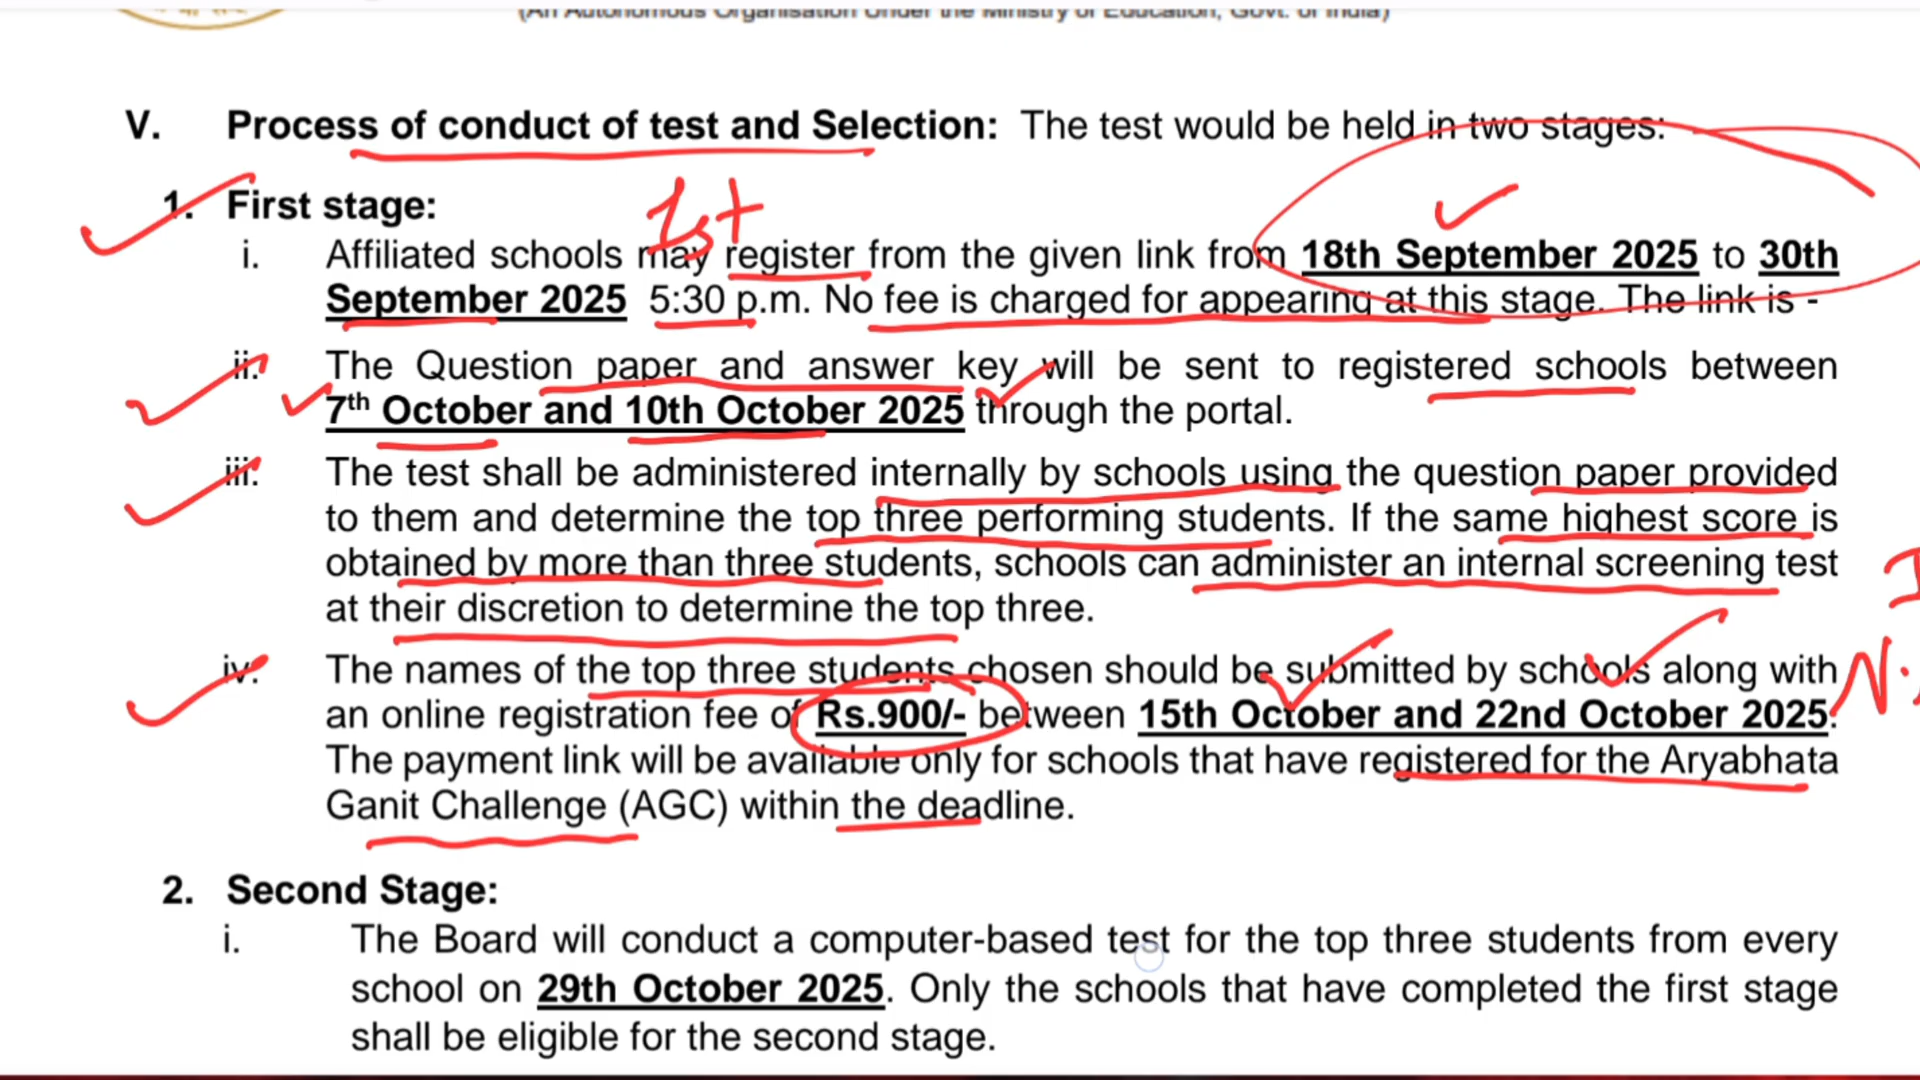 (An Autonomous Organisation Under the Ministry of Education, Govt. of India)
V. Process of conduct of test and Selection: The test would be held in two stages:
1. First stage:
1st
i. Affiliated schools may register from the given link from 18th September 2025 to 30th
September 2025 5:30 p.m. No fee is charged for appearing at this stage. The link is -
ii. The Question paper and answer key will be sent to registered schools between
7th October and 10th October 2025 through the portal.
iii. The test shall be administered internally by schools using the question paper provided
to them and determine the top three performing students. If the same highest score is
obtained by more than three students, schools can administer an internal screening test
at their discretion to determine the top three.
iv. The names of the top three students chosen should be submitted by schools along with
an online registration fee of Rs.900/- between 15th October and 22nd October 2025.
The payment link will be available only for schools that have registered for the Aryabhata
Ganit Challenge (AGC) within the deadline.
2. Second Stage:
i. The Board will conduct a computer-based test for the top three students from every
school on 29th October 2025. Only the schools that have completed the first stage
shall be eligible for the second stage.